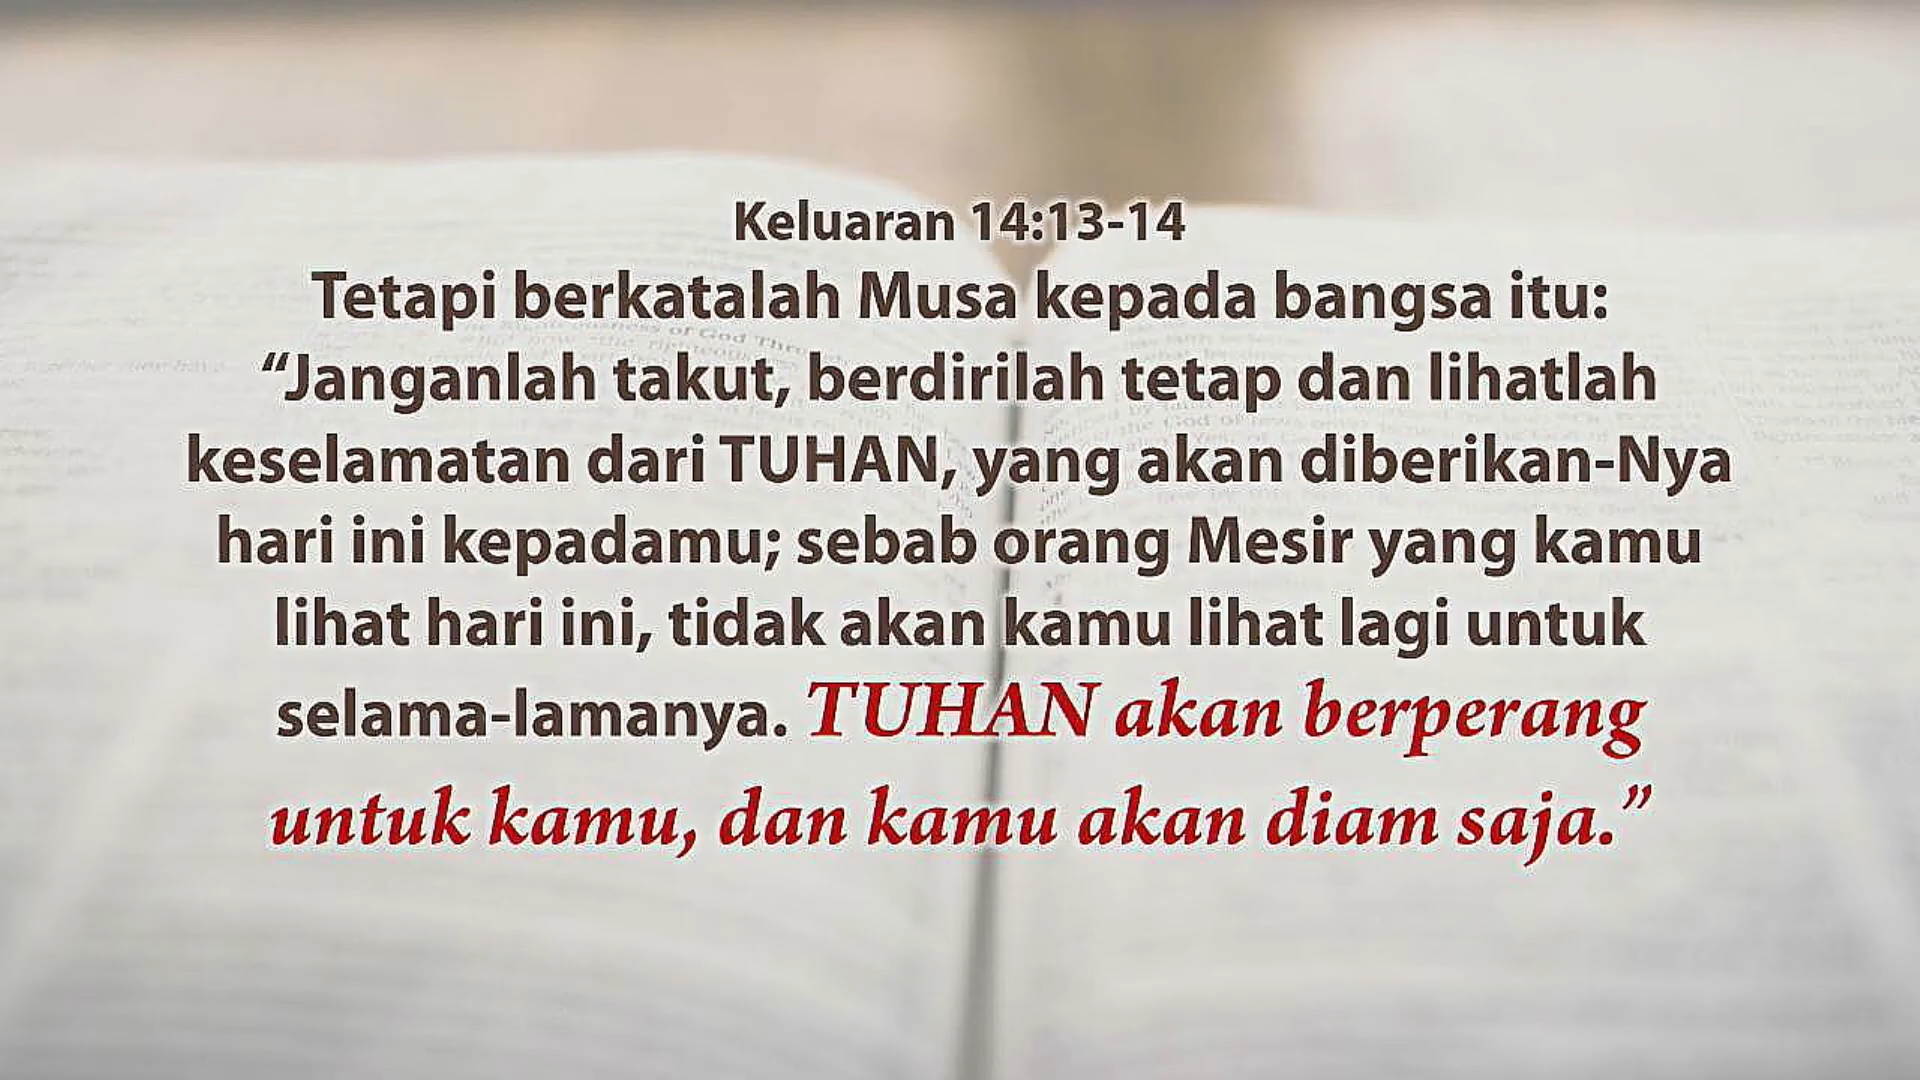 Keluaran 14:13-14
Tetapi berkatalah Musa kepada bangsa itu:
“Janganlah takut, berdirilah tetap dan lihatlah
keselamatan dari TUHAN, yang akan diberikan-Nya
hari ini kepadamu; sebab orang Mesir yang kamu
lihat hari ini, tidak akan kamu lihat lagi untuk
selama-lamanya. TUHAN akan berperang
untuk kamu, dan kamu akan diam saja.”